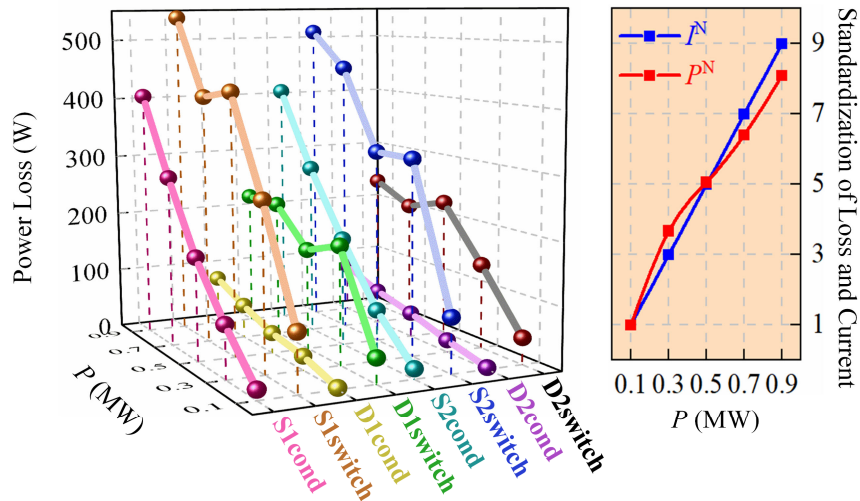 Power Loss (W)
500
400
300
200
100
0
0.9
0.7
0.5
0.3
0.1
P (MW)
S1cond
S1switch
D1cond
D1switch
S2cond
S2switch
D2cond
D2switch
I^N
P^N
9
7
5
3
1
Standardization of Loss and Current
0.1 0.3 0.5 0.7 0.9
P (MW)